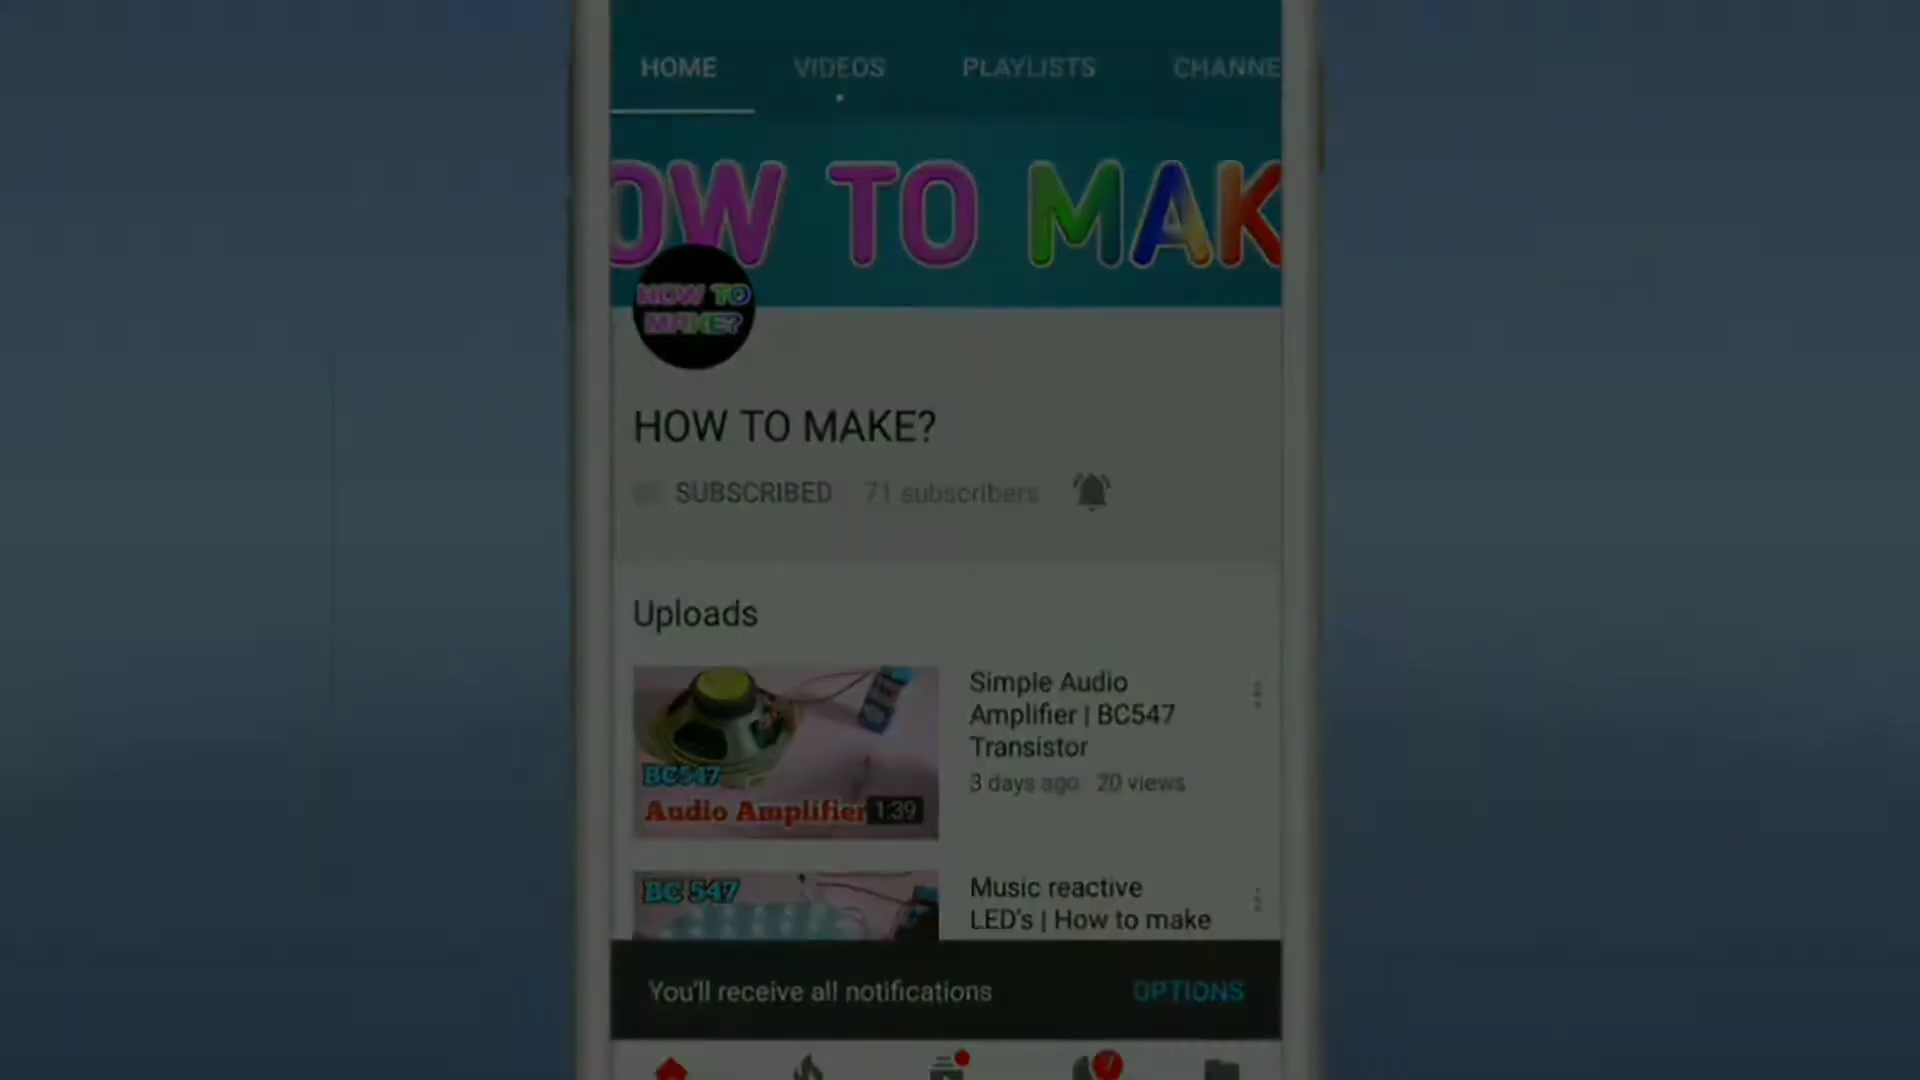 HOME VIDEOS PLAYLISTS CHANNE
OW TO MAK
HOW TO
MAKE?
HOW TO MAKE?
SUBSCRIBED 71 subscribers
Uploads
Simple Audio
Amplifier | BC547
Transistor
3 days ago 20 views
BC547
Audio Amplifier 1:39
BC 547
Music reactive
LED's | How to make
You'll receive all notifications OPTIONS
7